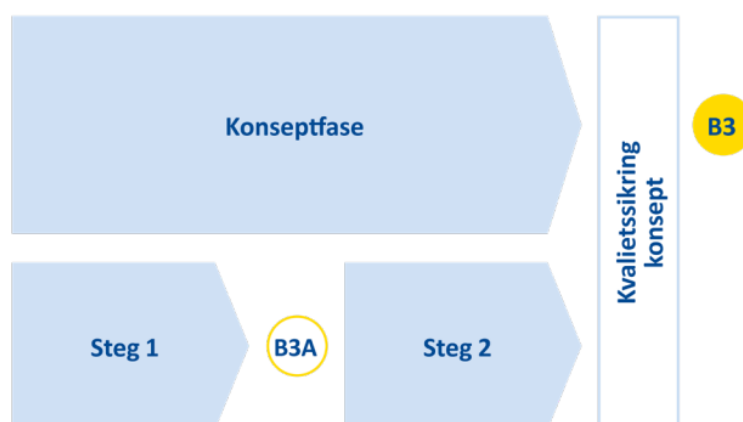 Konseptfase
B3
Kvalietssikring
konsept
Steg 1
B3A
Steg 2